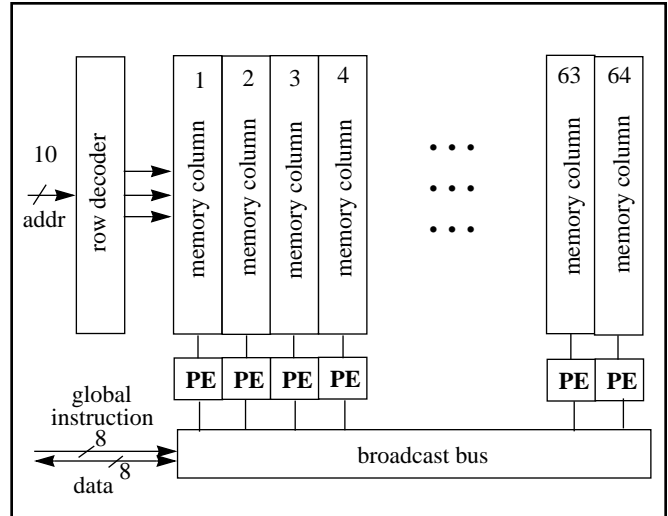 10
addr
row decoder
1
memory column
2
memory column
3
memory column
4
memory column
63
memory column
64
memory column
PE
PE
PE
PE
PE
PE
global
instruction
8
8
data
broadcast bus